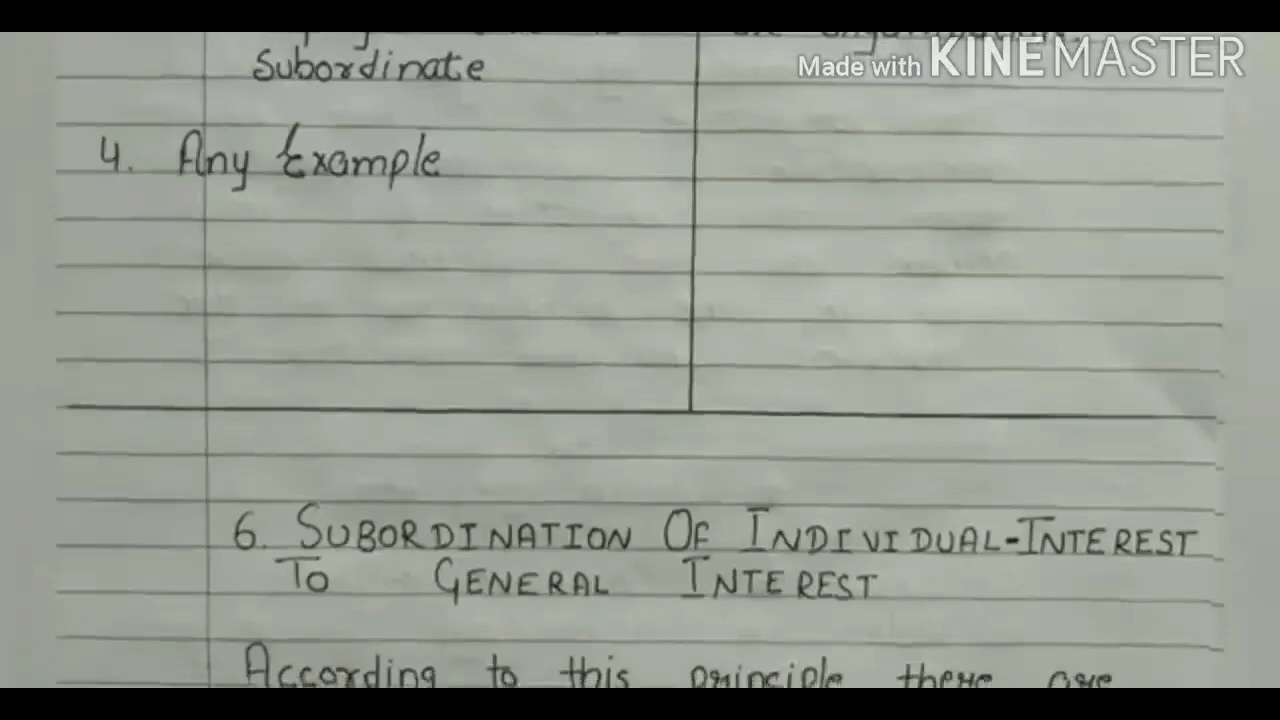 Made with KINEMASTER
Subordinate
4. Any Example
6. SUBORDINATION OF INDIVIDUAL-INTEREST
TO GENERAL INTEREST
According to this principle there are